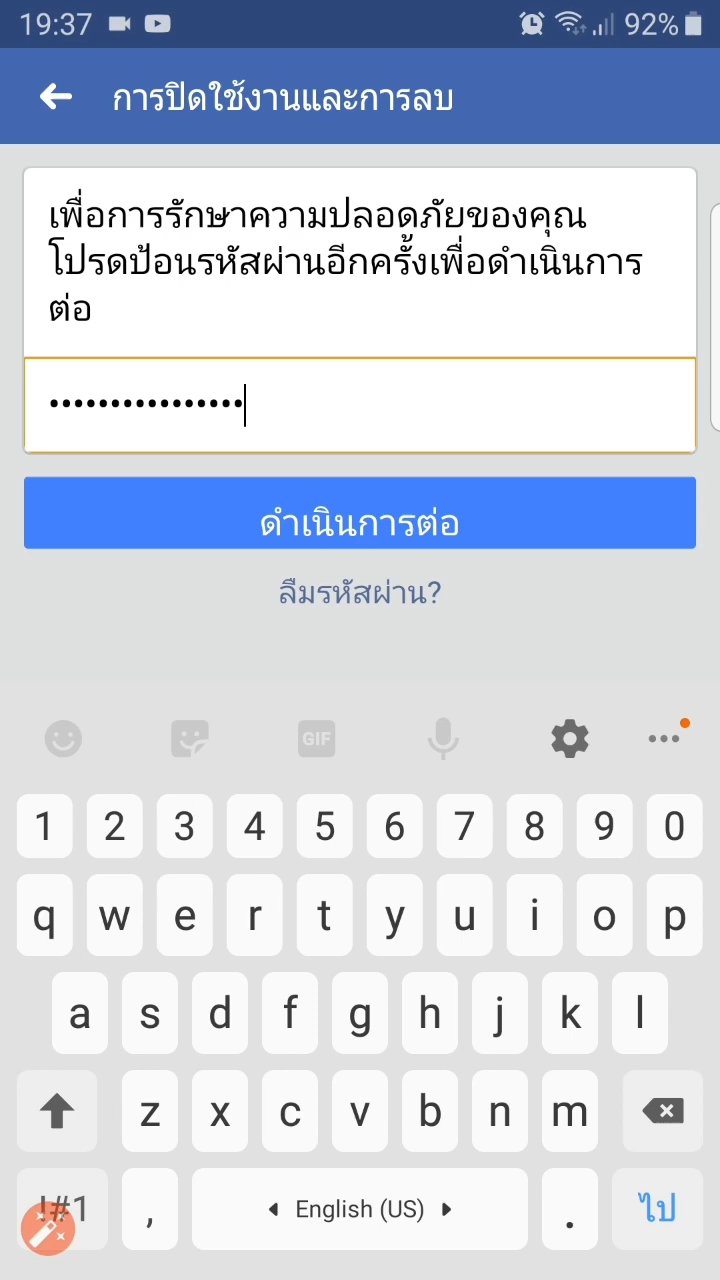 19:37 92%
การปิดใช้งานและการลบ
เพื่อการรักษาความปลอดภัยของคุณ
โปรดป้อนรหัสผ่านอีกครั้งเพื่อดำเนินการ
ต่อ
••••••••••••••••
ดำเนินการต่อ
ลืมรหัสผ่าน?
GIF
1 2 3 4 5 6 7 8 9 0
q w e r t y u i o p
a s d f g h j k l
z x c v b n m
!#1 , English (US) . ไป